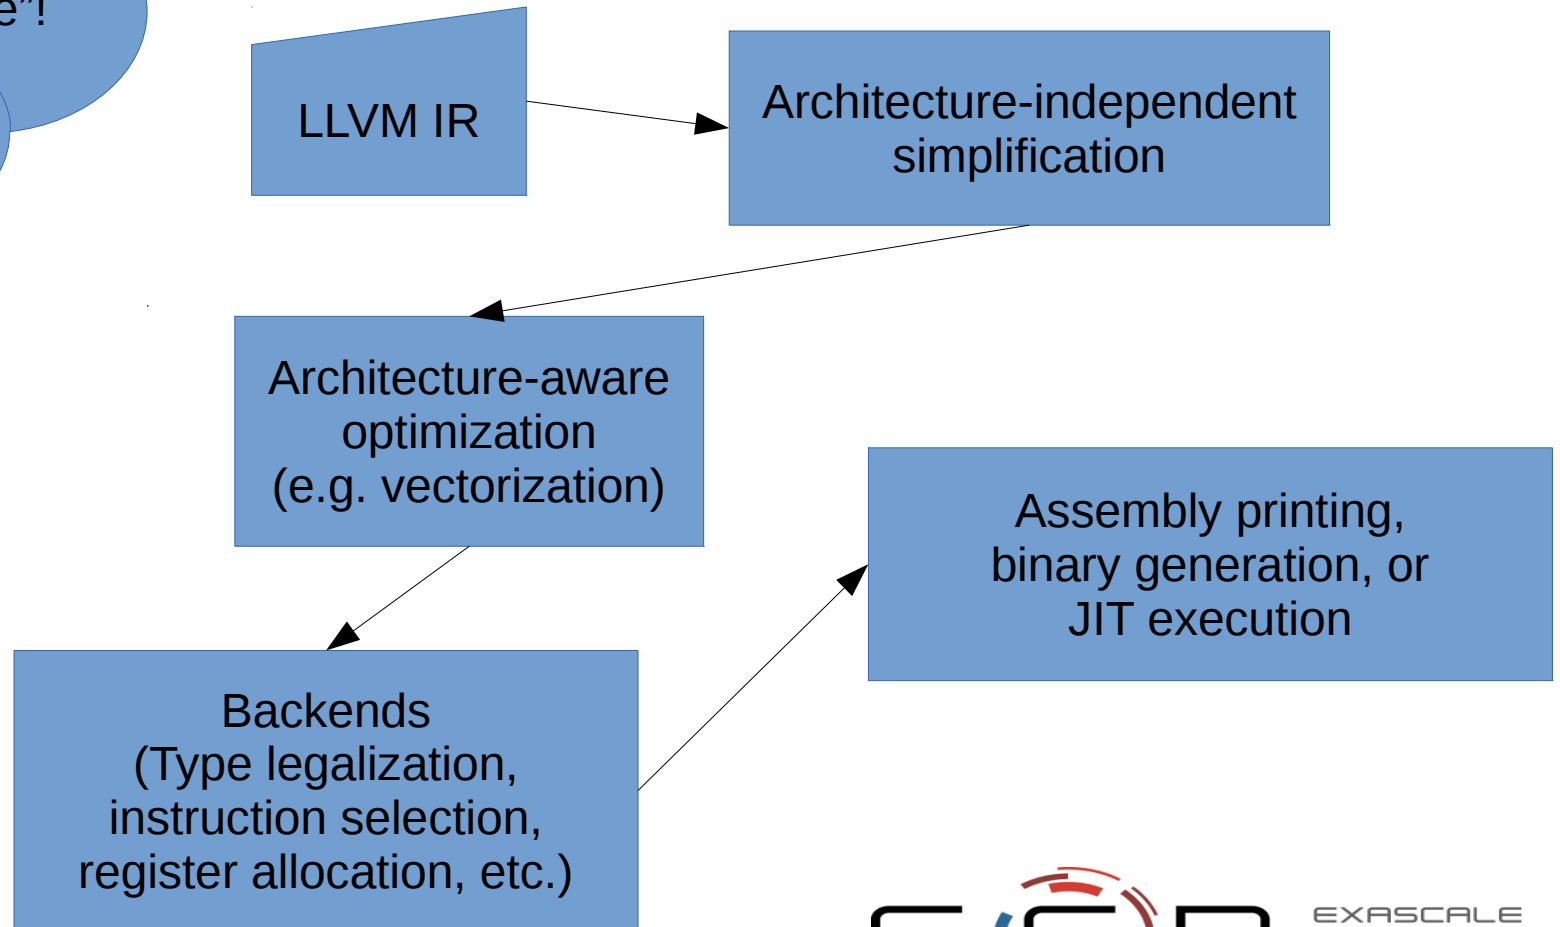 e”!
LLVM IR
Architecture-independent
simplification
Architecture-aware
optimization
(e.g. vectorization)
Assembly printing,
binary generation, or
JIT execution
Backends
(Type legalization,
instruction selection,
register allocation, etc.)
EXASCALE